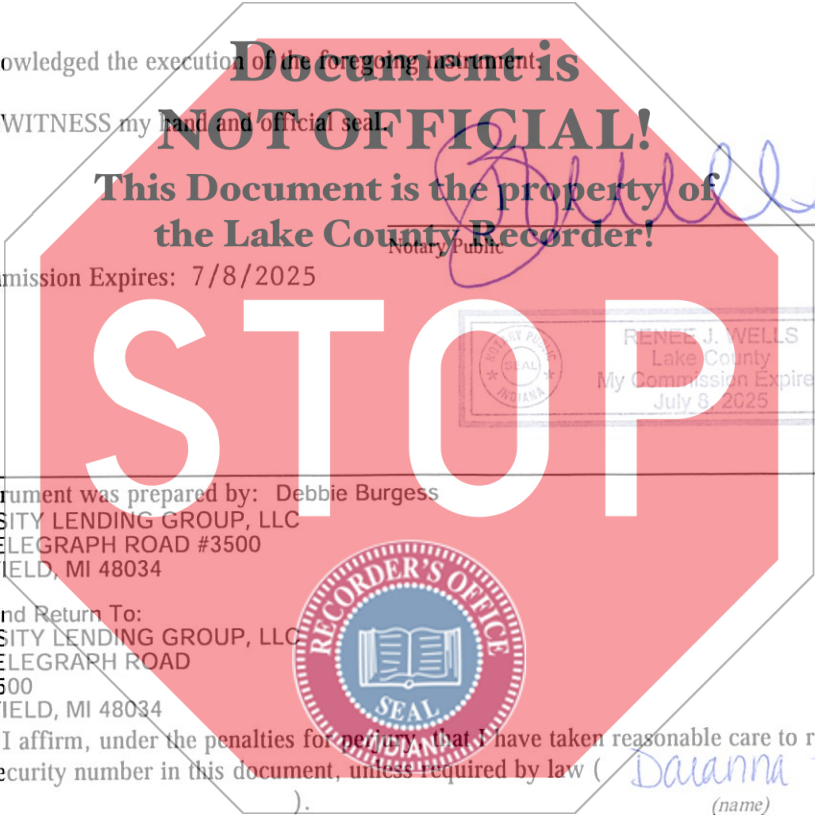 Document is
owledged the execution of the foregoing instrument.
NOT OFFICIAL!
WITNESS my hand and official seal.
This Document is the property of
the Lake County Recorder!
Notary Public
mission Expires: 7/8/2025
STOP
RENEE J. WELLS
Lake County
My Commission Expire
July 8, 2025
NOTARY PUBLIC
SEAL
INDIANA
rument was prepared by: Debbie Burgess
SITY LENDING GROUP, LLC
ELEGRAPH ROAD #3500
IELD, MI 48034
nd Return To:
SITY LENDING GROUP, LLC
ELEGRAPH ROAD
500
IELD, MI 48034
RECORDER'S OFFICE
SEAL
INDIANA
I affirm, under the penalties for perjury, that I have taken reasonable care to r
ecurity number in this document, unless required by law ( Daianna
).
(name)